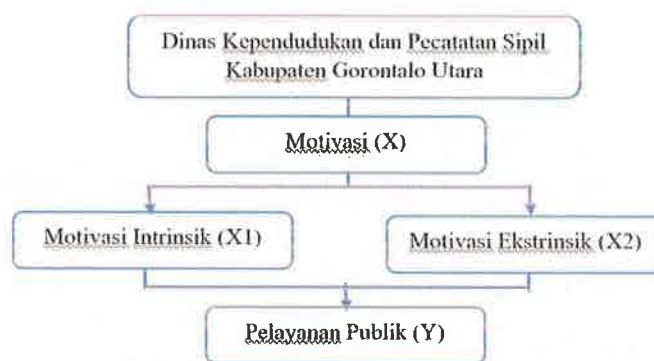 Dinas Kependudukan dan Pecatatan Sipil
Kabupaten Gorontalo Utara
Motivasi (X)
Motivasi Intrinsik (X1)
Motivasi Ekstrinsik (X2)
Pelayanan Publik (Y)